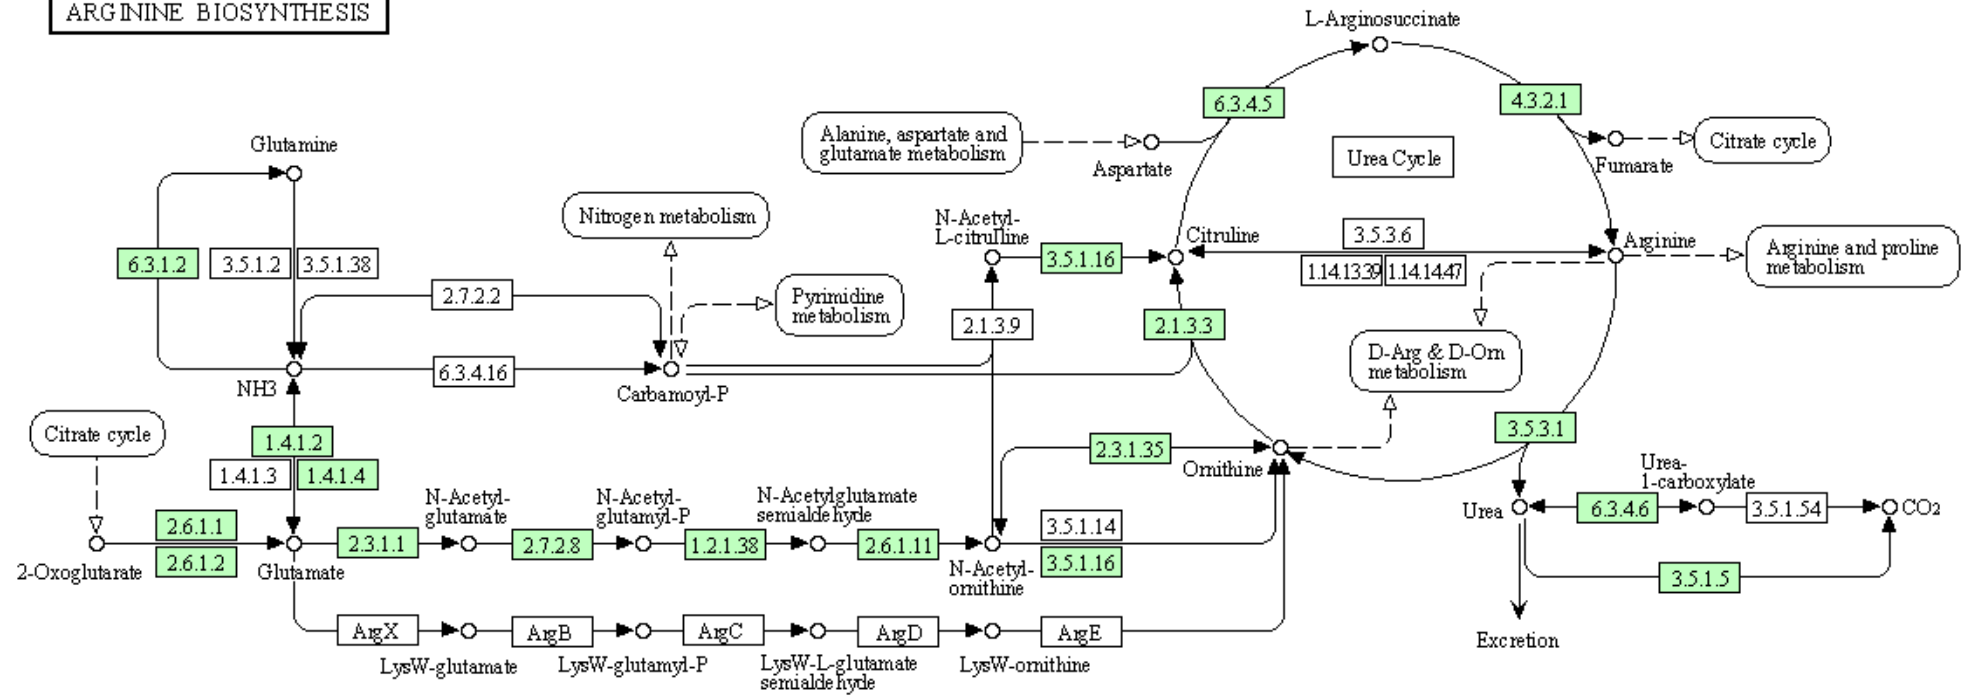 ARGININE BIOSYNTHESIS
L-Arginosuccinate
6.3.4.5
4.3.2.1
Alanine, aspartate and
glutamate metabolism
Aspartate
Urea Cycle
Fumarate
Citrate cycle
Glutamine
Nitrogen metabolism
N-Acetyl-
L-citrulline
3.5.1.16
Citruline
3.5.3.6
1.14.13.39
1.14.14.47
Arginine
Arginine and proline
metabolism
6.3.1.2
3.5.1.2
3.5.1.38
2.7.2.2
Pyrimidine
metabolism
2.1.3.9
2.1.3.3
D-Arg & D-Orn
metabolism
NH3
6.3.4.16
Carbamoyl-P
Citrate cycle
1.4.1.2
1.4.1.3
1.4.1.4
2.3.1.35
Ornithine
3.5.3.1
2-Oxoglutarate
2.6.1.1
2.6.1.2
Glutamate
2.3.1.1
N-Acetyl-
glutamate
2.7.2.8
N-Acetyl-
glutamyl-P
1.2.1.38
N-Acetylglutamate
semialdehyde
2.6.1.11
N-Acetyl-
ornithine
3.5.1.14
3.5.1.16
Urea
6.3.4.6
Urea-
1-carboxylate
3.5.1.54
CO2
3.5.1.5
Excretion
ArgX
LysW-glutamate
ArgB
LysW-glutamyl-P
ArgC
LysW-L-glutamate
semialdehyde
ArgD
LysW-ornithine
ArgE